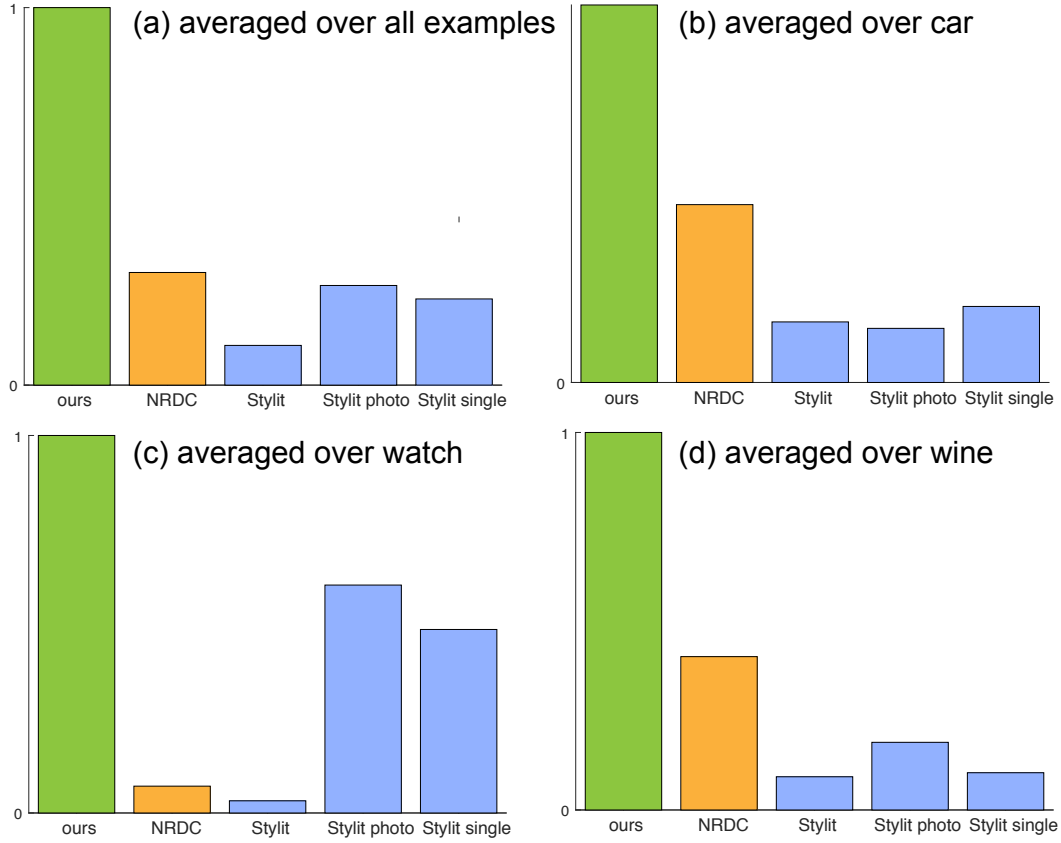 1
(a) averaged over all examples
0
ours NRDC Stylit Stylit photo Stylit single
(b) averaged over car
0
ours NRDC Stylit Stylit photo Stylit single
1
(c) averaged over watch
0
ours NRDC Stylit Stylit photo Stylit single
1
(d) averaged over wine
0
ours NRDC Stylit Stylit photo Stylit single